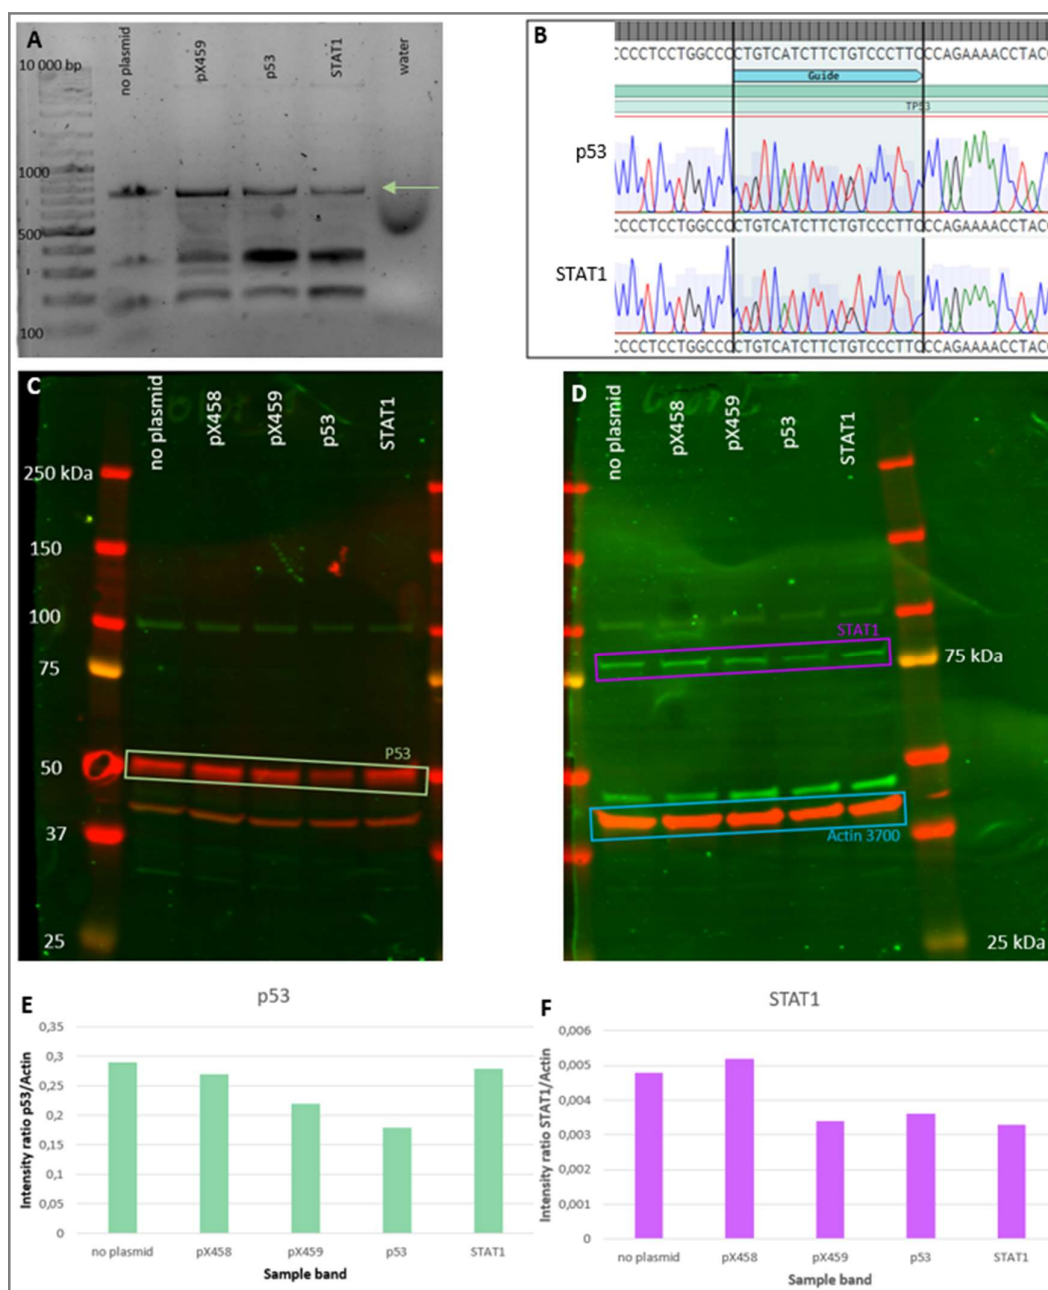 A
no plasmid
pX459
p53
STAT1
water
10 000 bp
1000
500
100
B
CCCCTCCTGGCCCCTGTCATCTTCTGTCCCTTCCCAGAAAACCTAC
Guide
TP53
p53
CCCCTCCTGGCCCCTGTCATCTTCTGTCCCTTCCCAGAAAACCTAC
STAT1
CCCCTCCTGGCCCCTGTCATCTTCTGTCCCTTCCCAGAAAACCTAC
C
no plasmid
pX458
pX459
p53
STAT1
250 kDa
150
100
75
50
37
25
P53
D
no plasmid
pX458
pX459
p53
STAT1
STAT1
75 kDa
Actin 3700
25 kDa
E
p53
Intensity ratio p53/Actin
0,35
0,3
0,25
0,2
0,15
0,1
0,05
0
no plasmid
pX458
pX459
p53
STAT1
Sample band
F
STAT1
Intensity ratio STAT1/Actin
0,006
0,005
0,004
0,003
0,002
0,001
0
no plasmid
pX458
pX459
p53
STAT1
Sample band